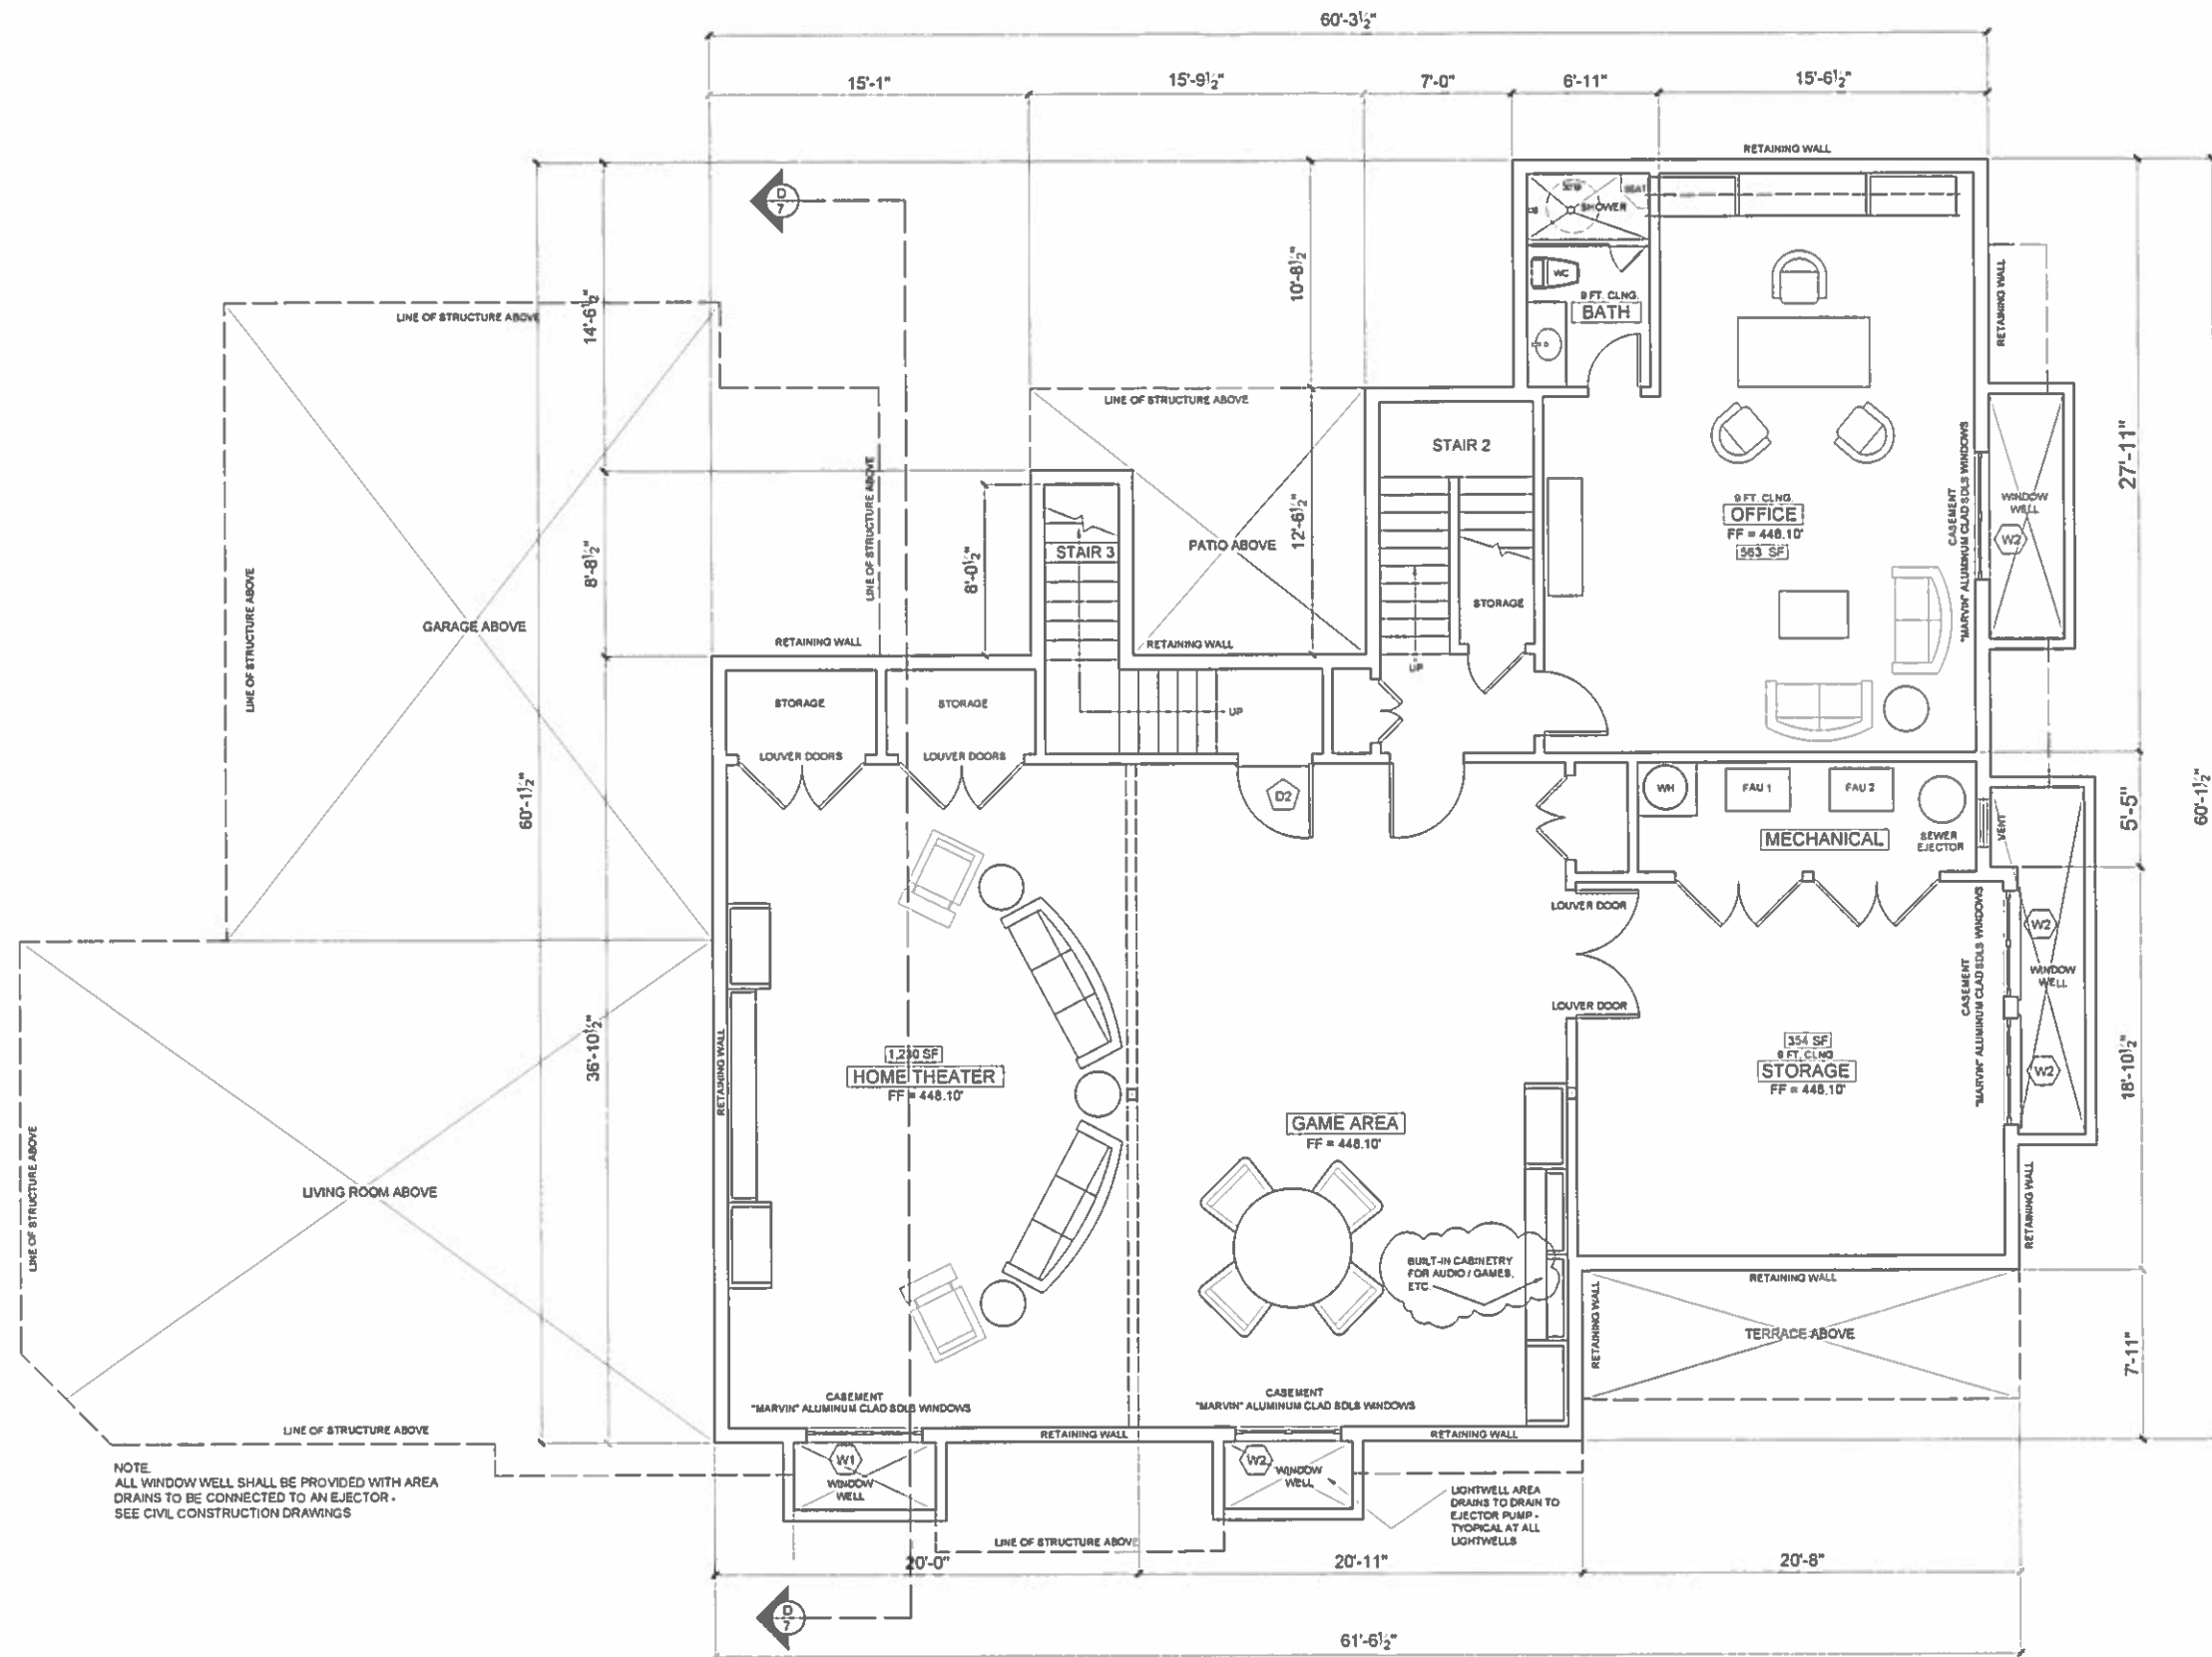 60'-3½"
15'-1"
15'-9½"
7'-0"
6'-11"
15'-6½"
RETAINING WALL
D
7
SEAT
SHOWER
WC
9 FT. CLNG.
BATH
10'-8½"
14'-6½"
LINE OF STRUCTURE ABOVE
LINE OF STRUCTURE ABOVE
RETAINING WALL
STAIR 2
27'-11"
LINE OF STRUCTURE ABOVE
CASEMENT
"MARVIN" ALUMINUM CLAD SDLS WINDOWS
9 FT. CLNG.
OFFICE
FF = 448.10'
563 SF
WINDOW
WELL
W2
STAIR 3
PATIO ABOVE
12'-6½"
8'-0½"
8'-8½"
STORAGE
GARAGE ABOVE
LINE OF STRUCTURE ABOVE
RETAINING WALL
RETAINING WALL
UP
STORAGE
STORAGE
UP
LOUVER DOORS
LOUVER DOORS
D2
WH
FAU 1
FAU 2
MECHANICAL
SEWER
EJECTOR
VENT
5'-5"
60'-1½"
60'-1½"
LOUVER DOOR
LOUVER DOOR
CASEMENT
"MARVIN" ALUMINUM CLAD SDLS WINDOWS
W2
WINDOW
WELL
W2
36'-10½"
RETAINING WALL
1,230 SF
HOME THEATER
FF = 448.10'
354 SF
9 FT. CLNG
STORAGE
FF = 448.10'
18'-10½"
GAME AREA
FF = 448.10'
LINE OF STRUCTURE ABOVE
LIVING ROOM ABOVE
RETAINING WALL
BUILT-IN CABINETRY
FOR AUDIO / GAMES,
ETC.
RETAINING WALL
RETAINING WALL
TERRACE ABOVE
7'-11"
CASEMENT
"MARVIN" ALUMINUM CLAD SDLS WINDOWS
CASEMENT
"MARVIN" ALUMINUM CLAD SDLS WINDOWS
LINE OF STRUCTURE ABOVE
RETAINING WALL
RETAINING WALL
NOTE.
ALL WINDOW WELL SHALL BE PROVIDED WITH AREA
DRAINS TO BE CONNECTED TO AN EJECTOR -
SEE CIVIL CONSTRUCTION DRAWINGS
W1
WINDOW
WELL
W2
WINDOW
WELL
LIGHTWELL AREA
DRAINS TO DRAIN TO
EJECTOR PUMP -
TYOPICAL AT ALL
LIGHTWELLS
LINE OF STRUCTURE ABOVE
20'-0"
20'-11"
20'-8"
D
7
61'-6½"